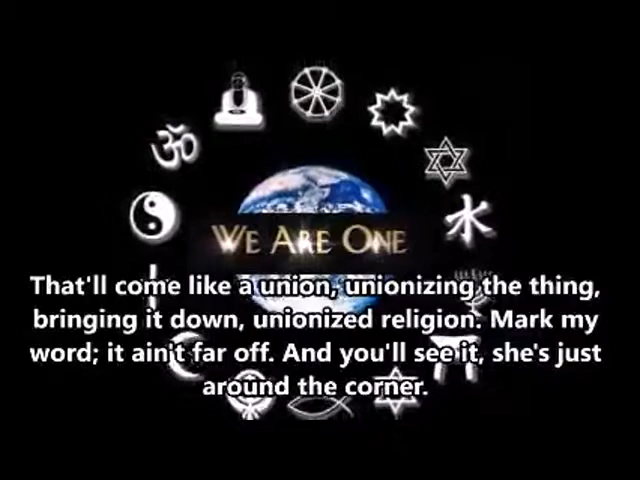 WE ARE ONE
That'll come like a union, unionizing the thing,
bringing it down, unionized religion. Mark my
word; it ain't far off. And you'll see it, she's just
around the corner.